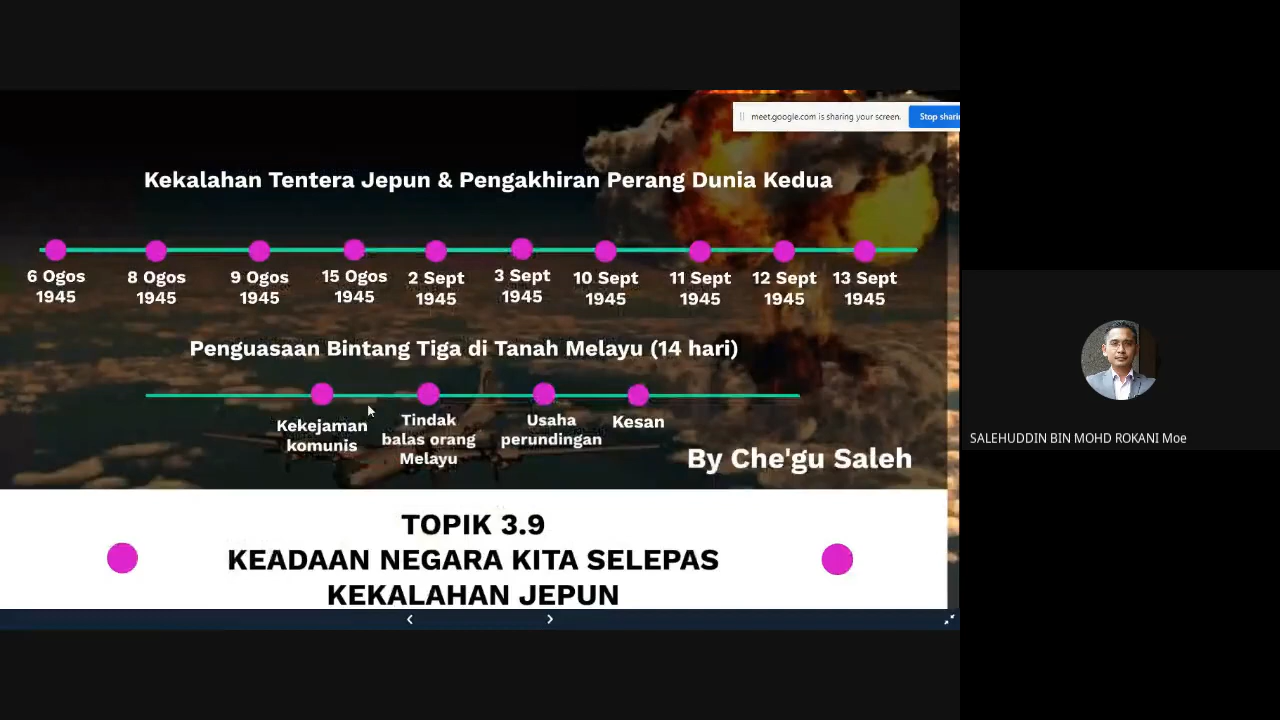 meet.google.com is sharing your screen.
Stop shari
Kekalahan Tentera Jepun & Pengakhiran Perang Dunia Kedua
6 Ogos
1945
8 Ogos
1945
9 Ogos
1945
15 Ogos
1945
2 Sept
1945
3 Sept
1945
10 Sept
1945
11 Sept
1945
12 Sept
1945
13 Sept
1945
Penguasaan Bintang Tiga di Tanah Melayu (14 hari)
Kekejaman
komunis
Tindak
balas orang
Melayu
Usaha
perundingan
Kesan
By Che'gu Saleh
SALEHUDDIN BIN MOHD ROKANI Moe
TOPIK 3.9
KEADAAN NEGARA KITA SELEPAS
KEKALAHAN JEPUN